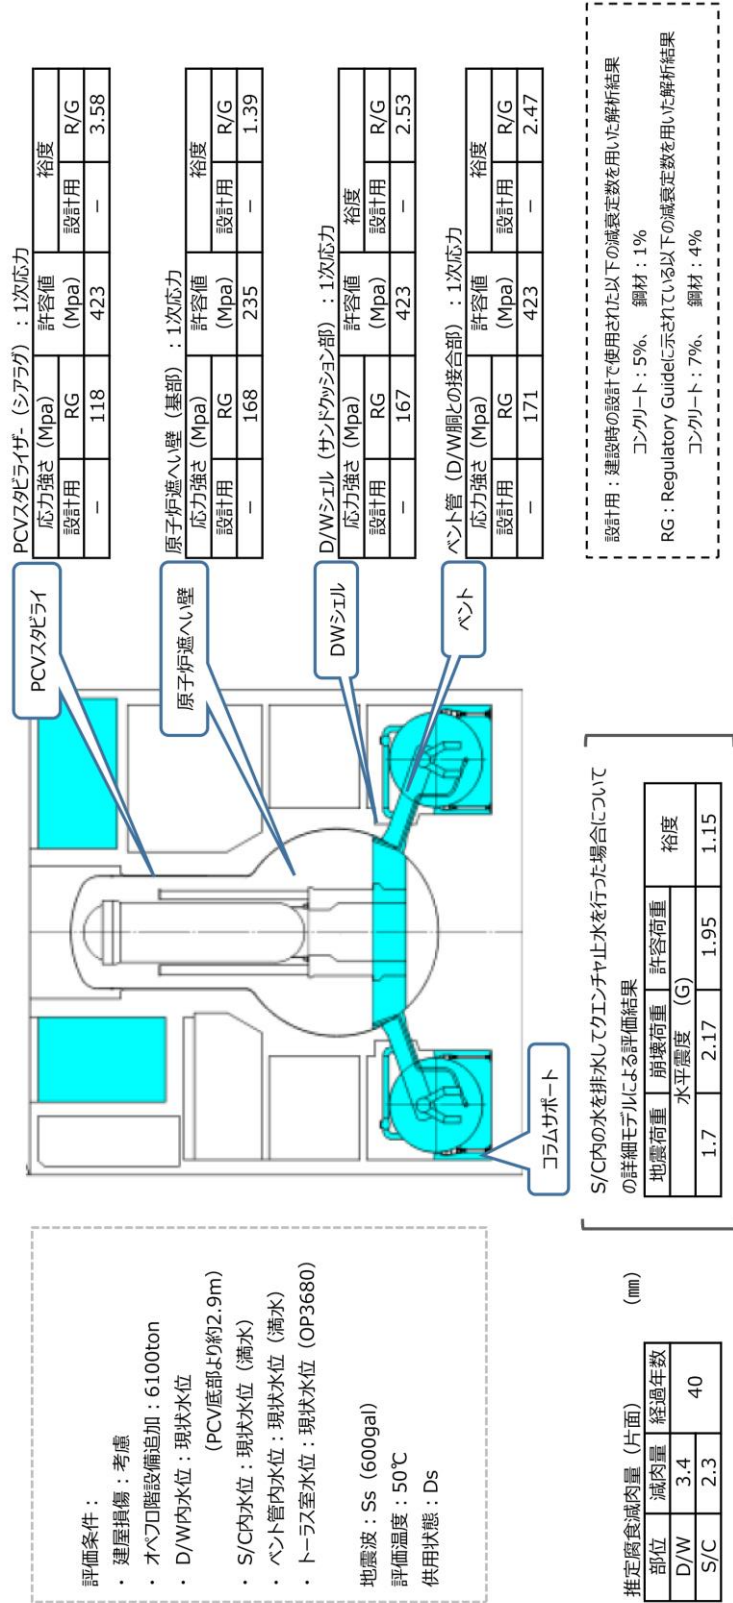 評価条件：
・ 建屋損傷：考慮
・ オペフロ階設備追加：6100ton
・ D/W内水位：現状水位
(PCV底部より約2.9m)
・ S/C内水位：現状水位（満水）
・ ベント管内水位：現状水位（満水）
・ トーラス室水位：現状水位（OP3680）
地震波：Ss（600gal）
評価温度：50℃
供用状態：Ds
推定腐食減肉量（片面） (㎜)
部位 減肉量 経過年数
D/W 3.4 40
S/C 2.3
PCVスタビライ
原子炉遮へい壁
DWシェル
ベント
コラムサポート
S/C内の水を排水してクエンチャ止水を行った場合について
の詳細モデルによる評価結果
地震荷重 崩壊荷重 許容荷重 裕度
水平震度 (G)
1.7 2.17 1.95 1.15
PCVスタビライザー（シアラグ）：1次応力
応力強さ (Mpa) 許容値 裕度
設計用 RG (Mpa) 設計用 R/G
– 118 423 – 3.58
原子炉遮へい壁（基部）：1次応力
応力強さ (Mpa) 許容値 裕度
設計用 RG (Mpa) 設計用 R/G
– 168 235 – 1.39
D/Wシェル（サンドクッション部）：1次応力
応力強さ (Mpa) 許容値 裕度
設計用 RG (Mpa) 設計用 R/G
– 167 423 – 2.53
ベント管（D/W胴との接合部）：1次応力
応力強さ (Mpa) 許容値 裕度
設計用 RG (Mpa) 設計用 R/G
– 171 423 – 2.47
設計用：建設時の設計で使用された以下の減衰定数を用いた解析結果
コンクリート：5%、 鋼材：1%
RG：Regulatory Guideに示されている以下の減衰定数を用いた解析結果
コンクリート：7%、 鋼材：4%